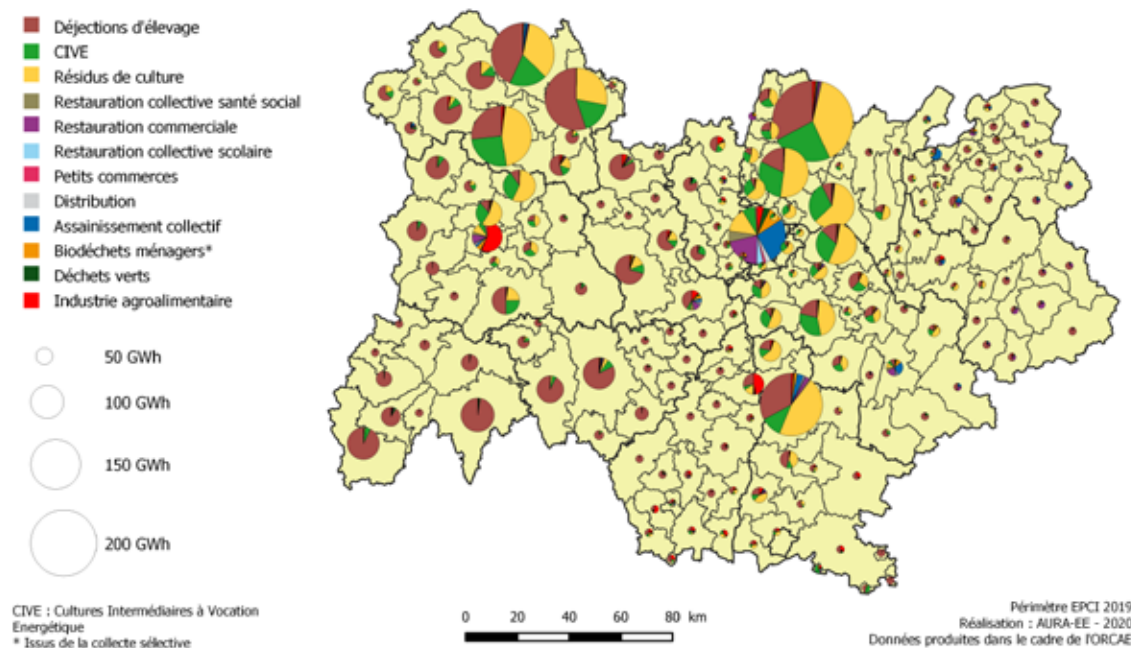 Déjections d'élevage
CIVE
Résidus de culture
Restauration collective santé social
Restauration commerciale
Restauration collective scolaire
Petits commerces
Distribution
Assainissement collectif
Biodéchets ménagers*
Déchets verts
Industrie agroalimentaire
50 GWh
100 GWh
150 GWh
200 GWh
CIVE : Cultures Intermédiaires à Vocation
Energétique
* Issus de la collecte sélective
0 20 40 60 80 km
Périmètre EPCI 2019
Réalisation : AURA-EE - 2020
Données produites dans le cadre de l'ORCAE